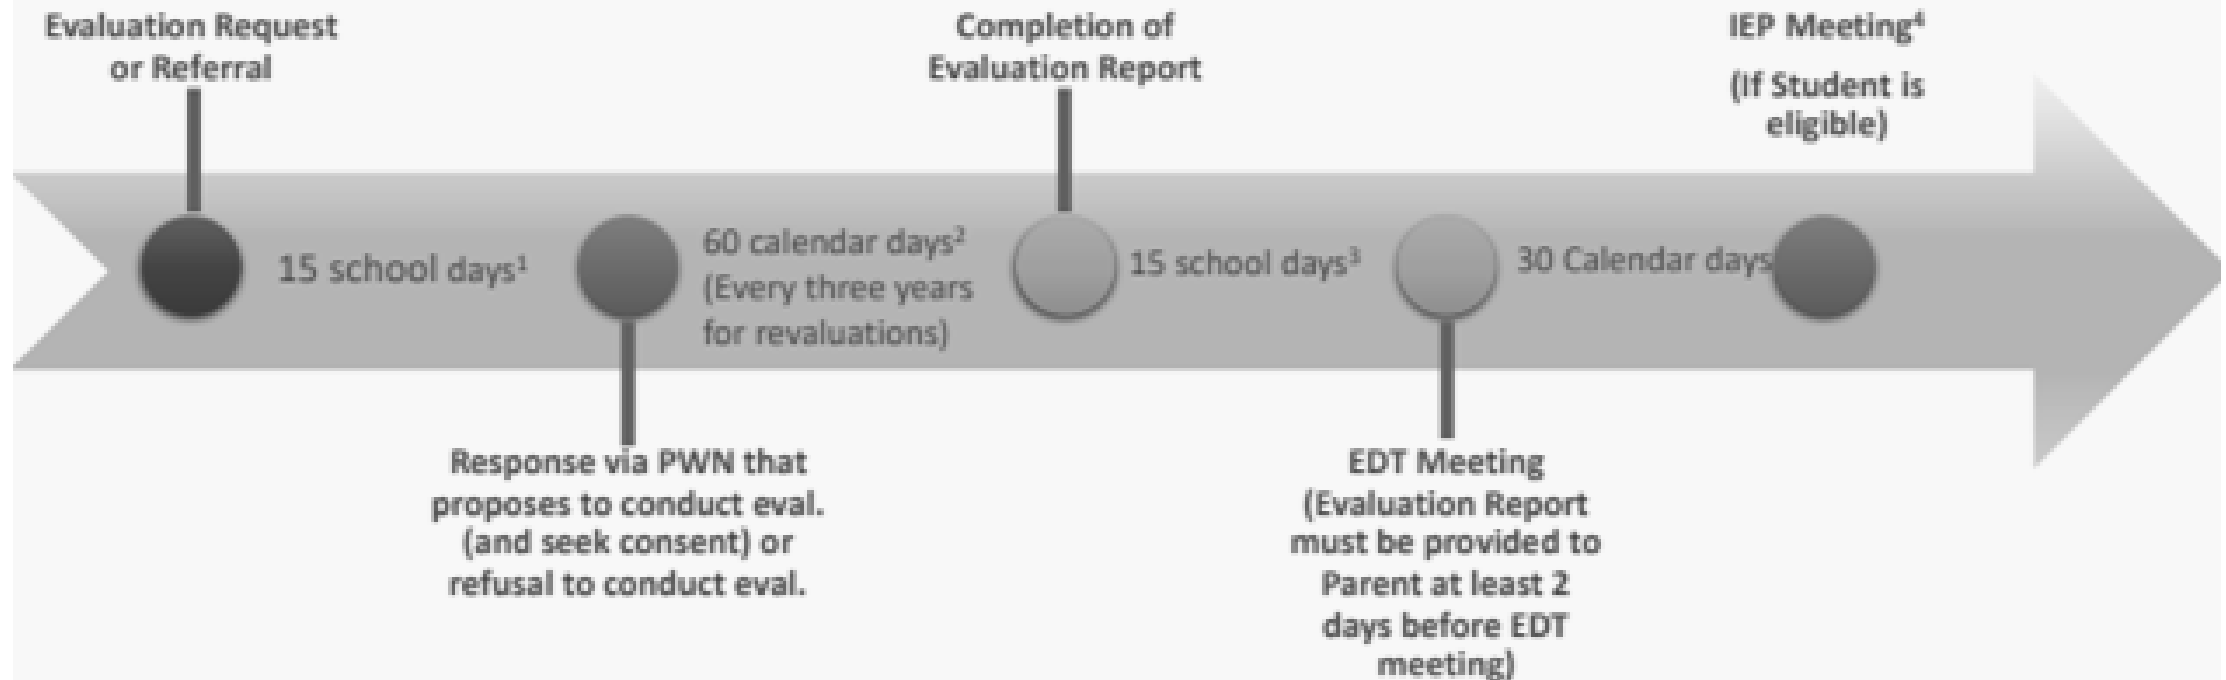 Evaluation Request
or Referral
Completion of
Evaluation Report
IEP Meeting⁴
(If Student is
eligible)
15 school days¹
60 calendar days²
(Every three years
for revaluations)
15 school days³
30 Calendar days
Response via PWN that
proposes to conduct eval.
(and seek consent) or
refusal to conduct eval.
EDT Meeting
(Evaluation Report
must be provided to
Parent at least 2
days before EDT
meeting)